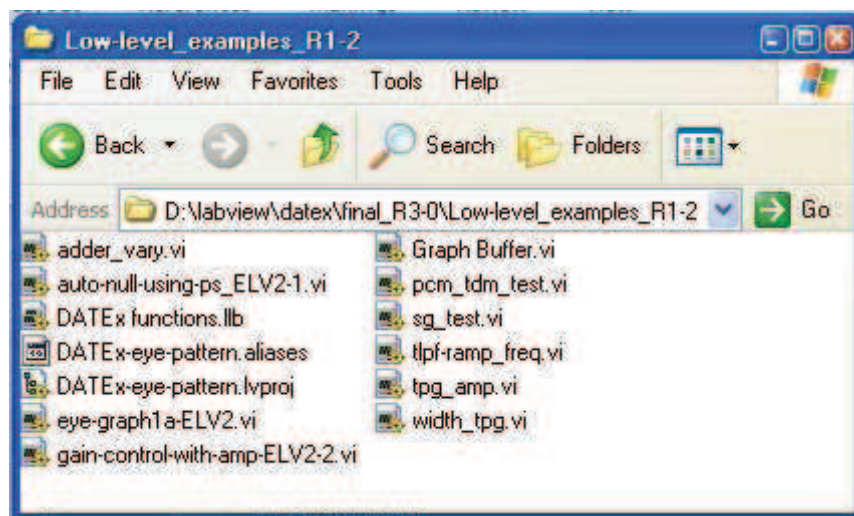 Low-level_examples_R1-2
File Edit View Favorites Tools Help
Back Search Folders
Address D:\labview\datex\final_R3-0\Low-level_examples_R1-2 Go
adder_vary.vi
auto-null-using-ps_ELV2-1.vi
DATEx functions.llb
DATEx-eye-pattern.aliases
DATEx-eye-pattern.lvproj
eye-graph1a-ELV2.vi
gain-control-with-amp-ELV2-2.vi
Graph Buffer.vi
pcm_tdm_test.vi
sg_test.vi
tlpf-ramp_freq.vi
tpg_amp.vi
width_tpg.vi